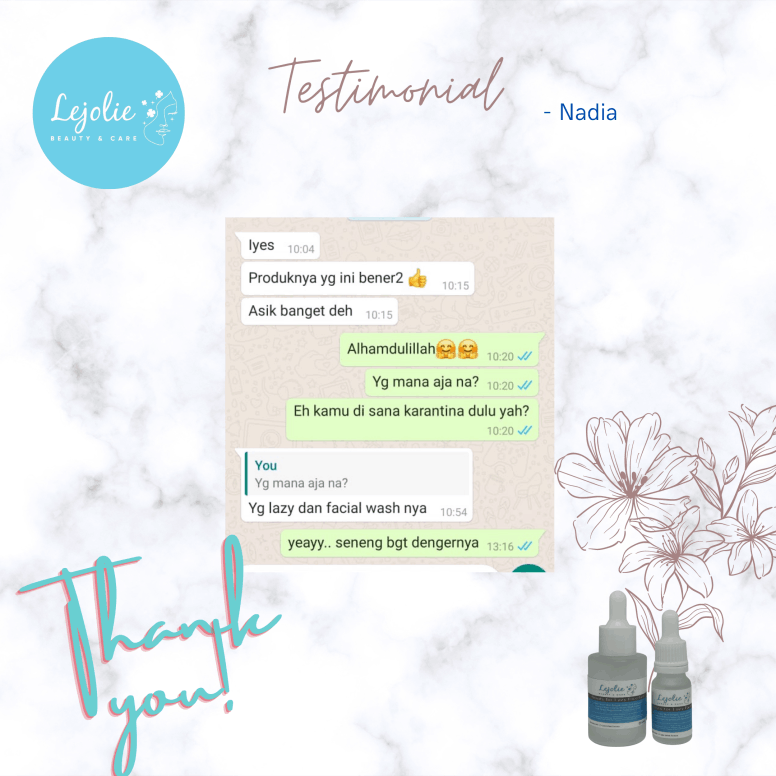 Lejolie
BEAUTY & CARE
Testimonial
- Nadia
Iyes 10:04
Produknya yg ini bener2 👍 10:15
Asik banget deh 10:15
Alhamdulillah🤗🤗 10:20
Yg mana aja na? 10:20
Eh kamu di sana karantina dulu yah?
10:20
You
Yg mana aja na?
Yg lazy dan facial wash nya 10:54
yeayy.. seneng bgt dengernya 13:16
Thank
you!
Lejolie
Lejolie